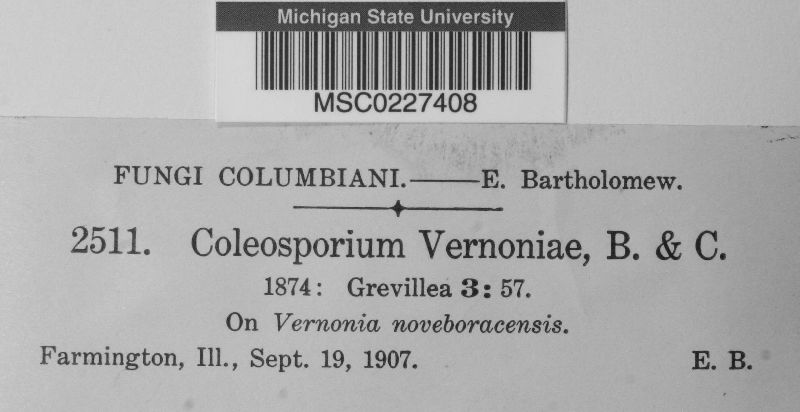 Michigan State University
MSC0227408
FUNGI COLUMBIANI.——E. Bartholomew.
2511. Coleosporium Vernoniae, B. & C.
1874: Grevillea 3: 57.
On Vernonia noveboracensis.
Farmington, Ill., Sept. 19, 1907. E. B.